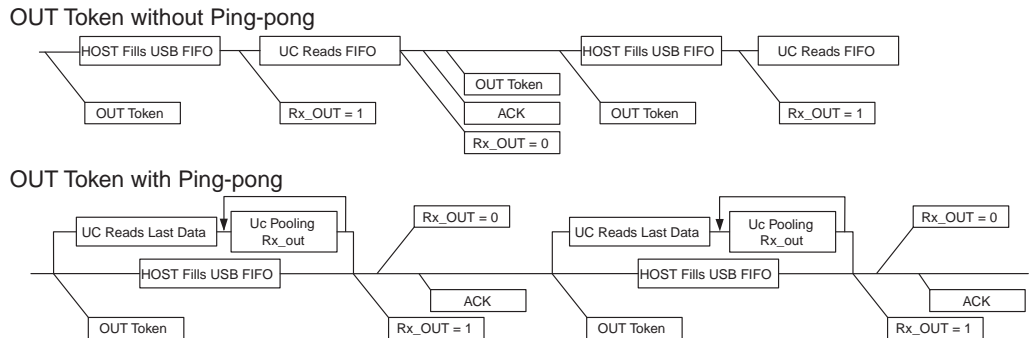 OUT Token without Ping-pong
HOST Fills USB FIFO
UC Reads FIFO
HOST Fills USB FIFO
UC Reads FIFO
OUT Token
OUT Token
Rx_OUT = 1
ACK
OUT Token
Rx_OUT = 1
Rx_OUT = 0
OUT Token with Ping-pong
UC Reads Last Data
Uc Pooling
Rx_out
Rx_OUT = 0
UC Reads Last Data
Uc Pooling
Rx_out
Rx_OUT = 0
HOST Fills USB FIFO
HOST Fills USB FIFO
ACK
ACK
OUT Token
Rx_OUT = 1
OUT Token
Rx_OUT = 1